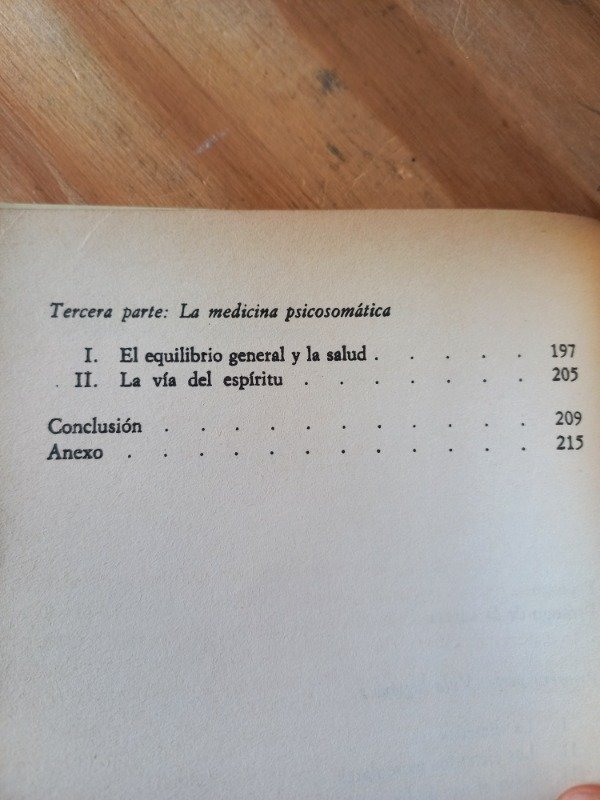 Tercera parte: La medicina psicosomática
I. El equilibrio general y la salud . . . . . 197
II. La vía del espíritu . . . . . . . 205
Conclusión . . . . . . . . . . . 209
Anexo . . . . . . . . . . . . 215